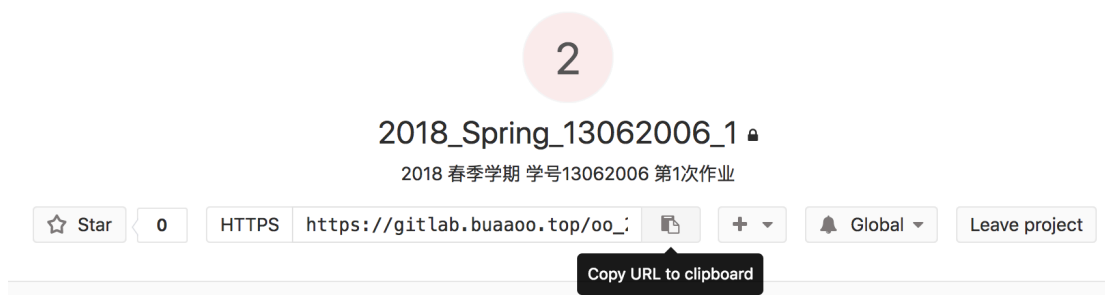 2
2018_Spring_13062006_1
2018 春季学期 学号13062006 第1次作业
Star 0 HTTPS https://gitlab.buaaoo.top/oo_ Global Leave project
Copy URL to clipboard